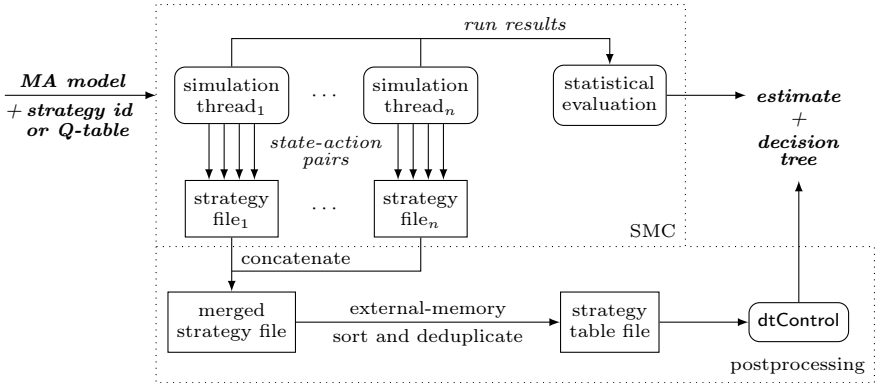 run results
MA model
+ strategy id
or Q-table
simulation
thread1
. . .
simulation
threadn
statistical
evaluation
estimate
+
decision
tree
state-action
pairs
strategy
file1
. . .
strategy
filen
SMC
concatenate
merged
strategy file
external-memory
sort and deduplicate
strategy
table file
dtControl
postprocessing